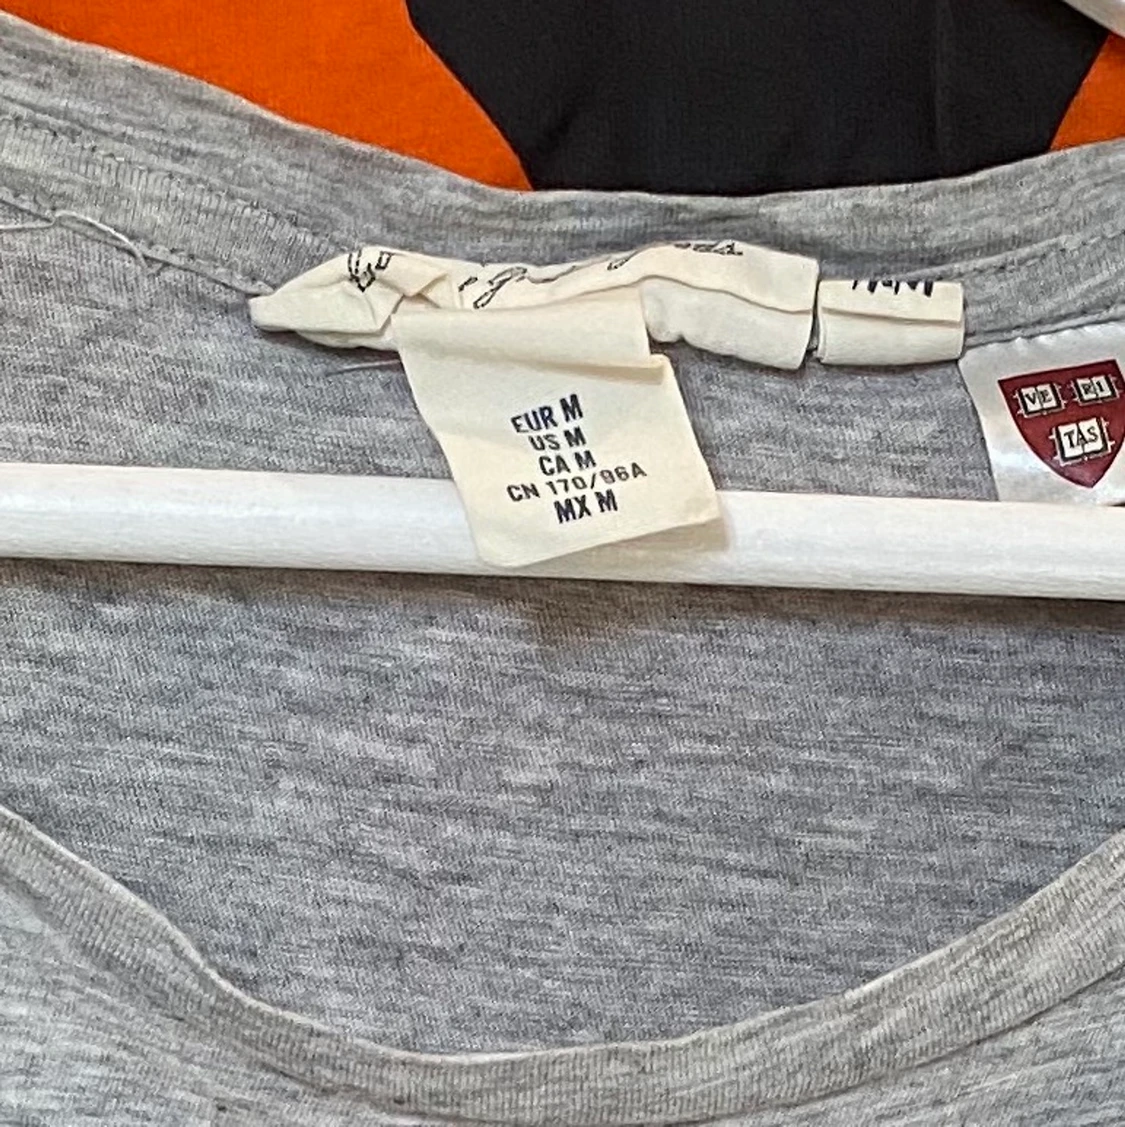 EUR M
US M
CA M
CN 170/96A
MX M
VE RI
TAS